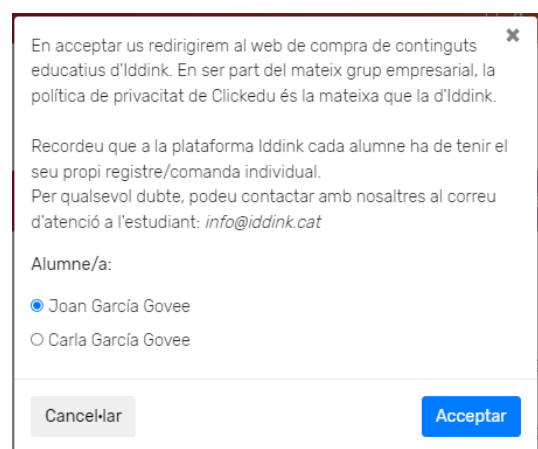 En acceptar us redirigirem al web de compra de continguts
educatius d'Iddink. En ser part del mateix grup empresarial, la
política de privacitat de Clickedu és la mateixa que la d'Iddink.
Recordeu que a la plataforma Iddink cada alumne ha de tenir el
seu propi registre/comanda individual.
Per qualsevol dubte, podeu contactar amb nosaltres al correu
d'atenció a l'estudiant: info@iddink.cat
Alumne/a:
Joan García Govee
Carla García Govee
Cancel·lar Acceptar